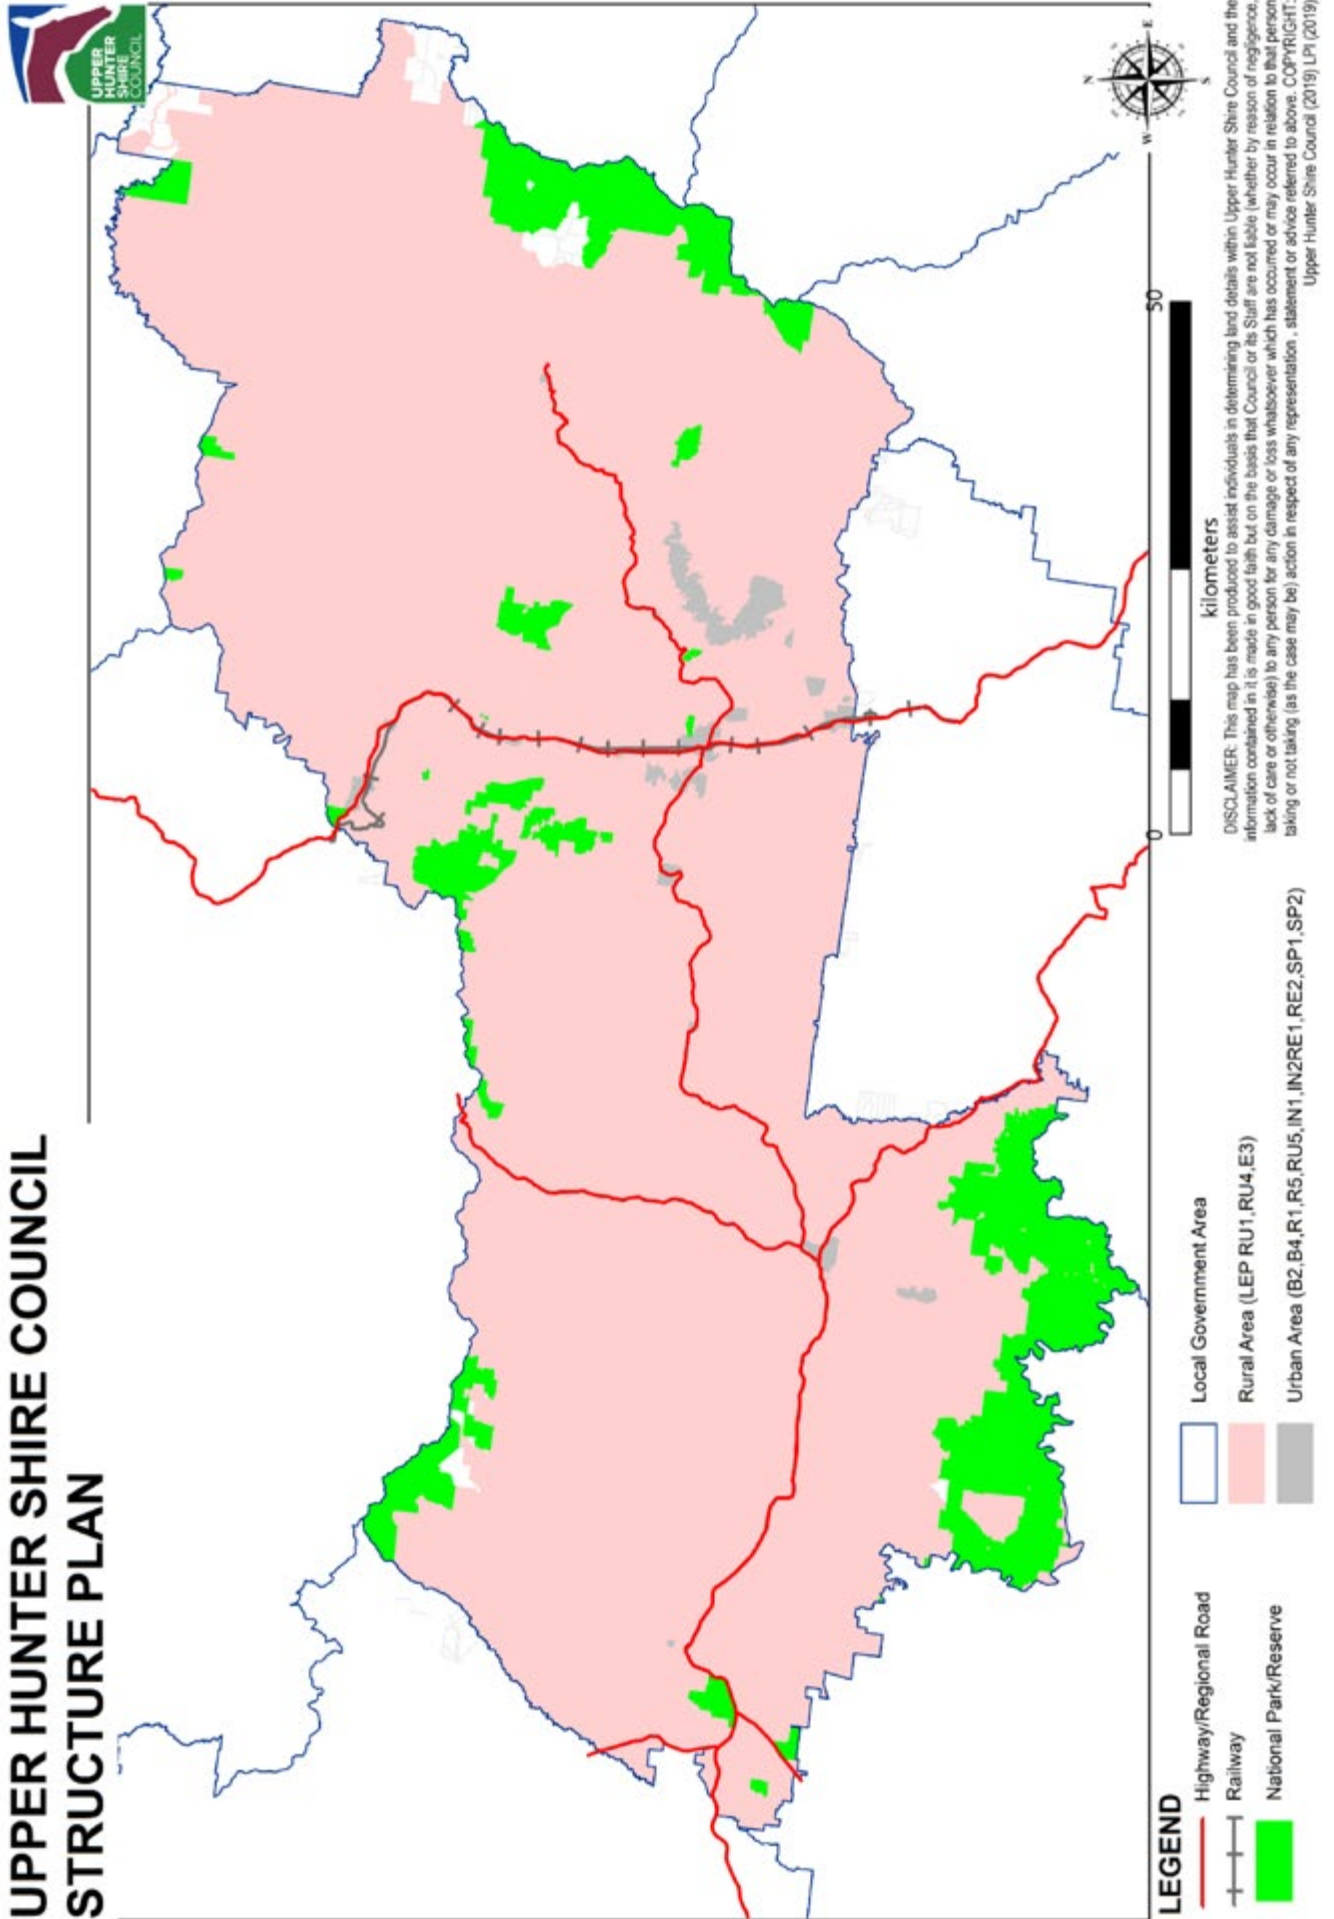 UPPER HUNTER SHIRE COUNCIL
STRUCTURE PLAN
UPPER
HUNTER
SHIRE
COUNCIL
N
E
S
W
0
50
kilometers
DISCLAIMER: This map has been produced to assist individuals in determining land details within Upper Hunter Shire Council and the
information contained in it is made in good faith but on the basis that Council or its Staff are not liable (whether by reason of negligence,
lack of care or otherwise) to any person for any damage or loss whatsoever which has occurred or may occur in relation to that person
taking or not taking (as the case may be) action in respect of any representation , statement or advice referred to above. COPYRIGHT:
Upper Hunter Shire Council (2019) LPI (2019)
LEGEND
Highway/Regional Road
Railway
National Park/Reserve
Local Government Area
Rural Area (LEP RU1,RU4,E3)
Urban Area (B2,B4,R1,R5,RU5,IN1,IN2RE1,RE2,SP1,SP2)